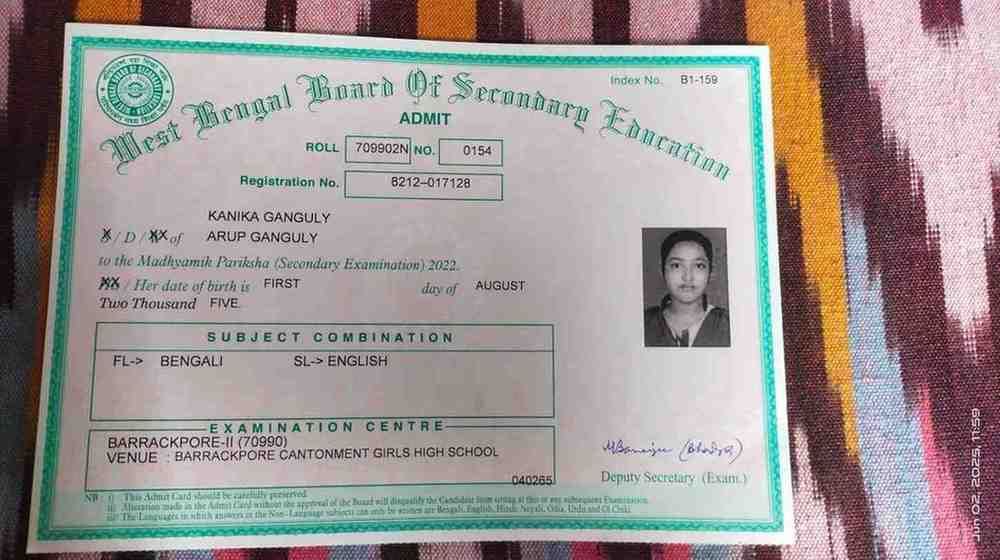 Index No. B1-159
West Bengal Board Of Secondary Education
ADMIT
ROLL 709902N NO. 0154
Registration No. 8212-017128
KANIKA GANGULY
S / D / XX of ARUP GANGULY
to the Madhyamik Pariksha (Secondary Examination) 2022.
XX / Her date of birth is FIRST day of AUGUST
Two Thousand FIVE.
SUBJECT COMBINATION
FL-> BENGALI SL-> ENGLISH
EXAMINATION CENTRE
BARRACKPORE-II (70990)
VENUE : BARRACKPORE CANTONMENT GIRLS HIGH SCHOOL
040265
Deputy Secretary (Exam.)
NB : i) This Admit Card should be carefully preserved.
ii) Alteration made in the Admit Card without the approval of the Board will disqualify the Candidate from sitting at this or any subsequent Examination.
iii) The Languages in which answers in the Non-Language subjects can only be written are Bengali, English, Hindi, Nepali, Odia, Urdu and Ol Chiki.
Jun 02, 2025, 11:59